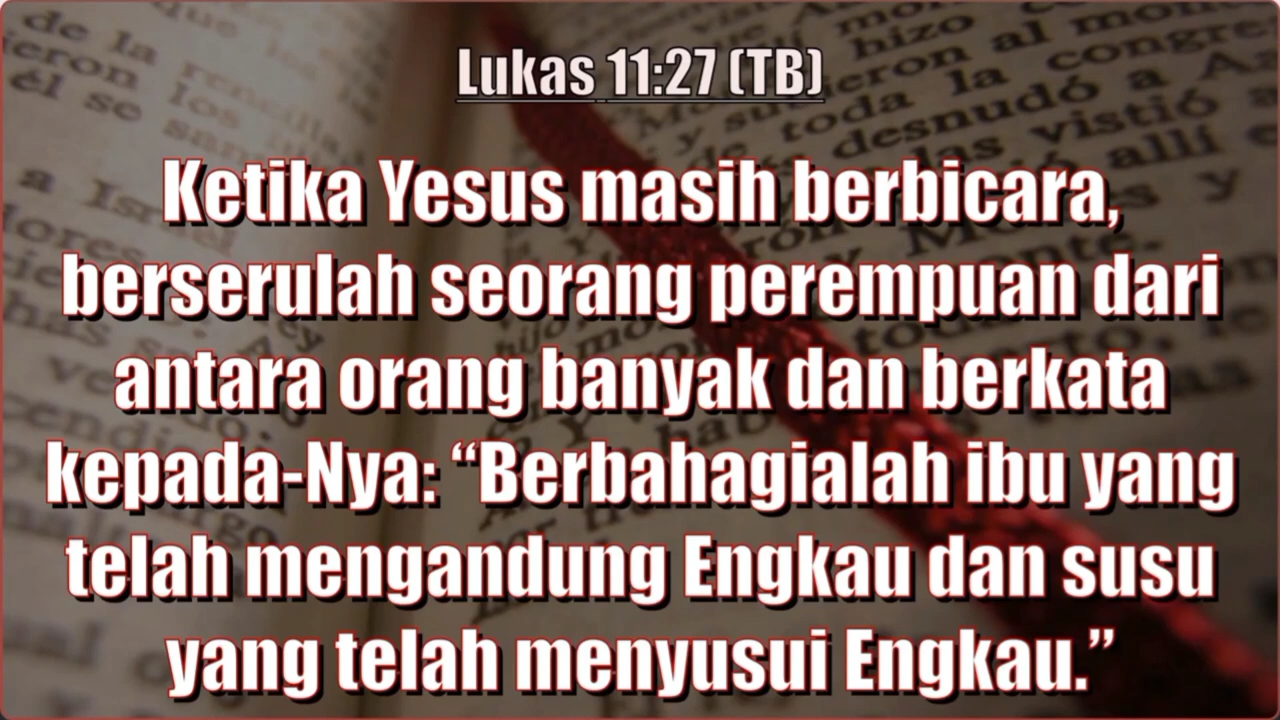 Lukas 11:27 (TB)
Ketika Yesus masih berbicara,
berserulah seorang perempuan dari
antara orang banyak dan berkata
kepada-Nya: “Berbahagialah ibu yang
telah mengandung Engkau dan susu
yang telah menyusui Engkau.”